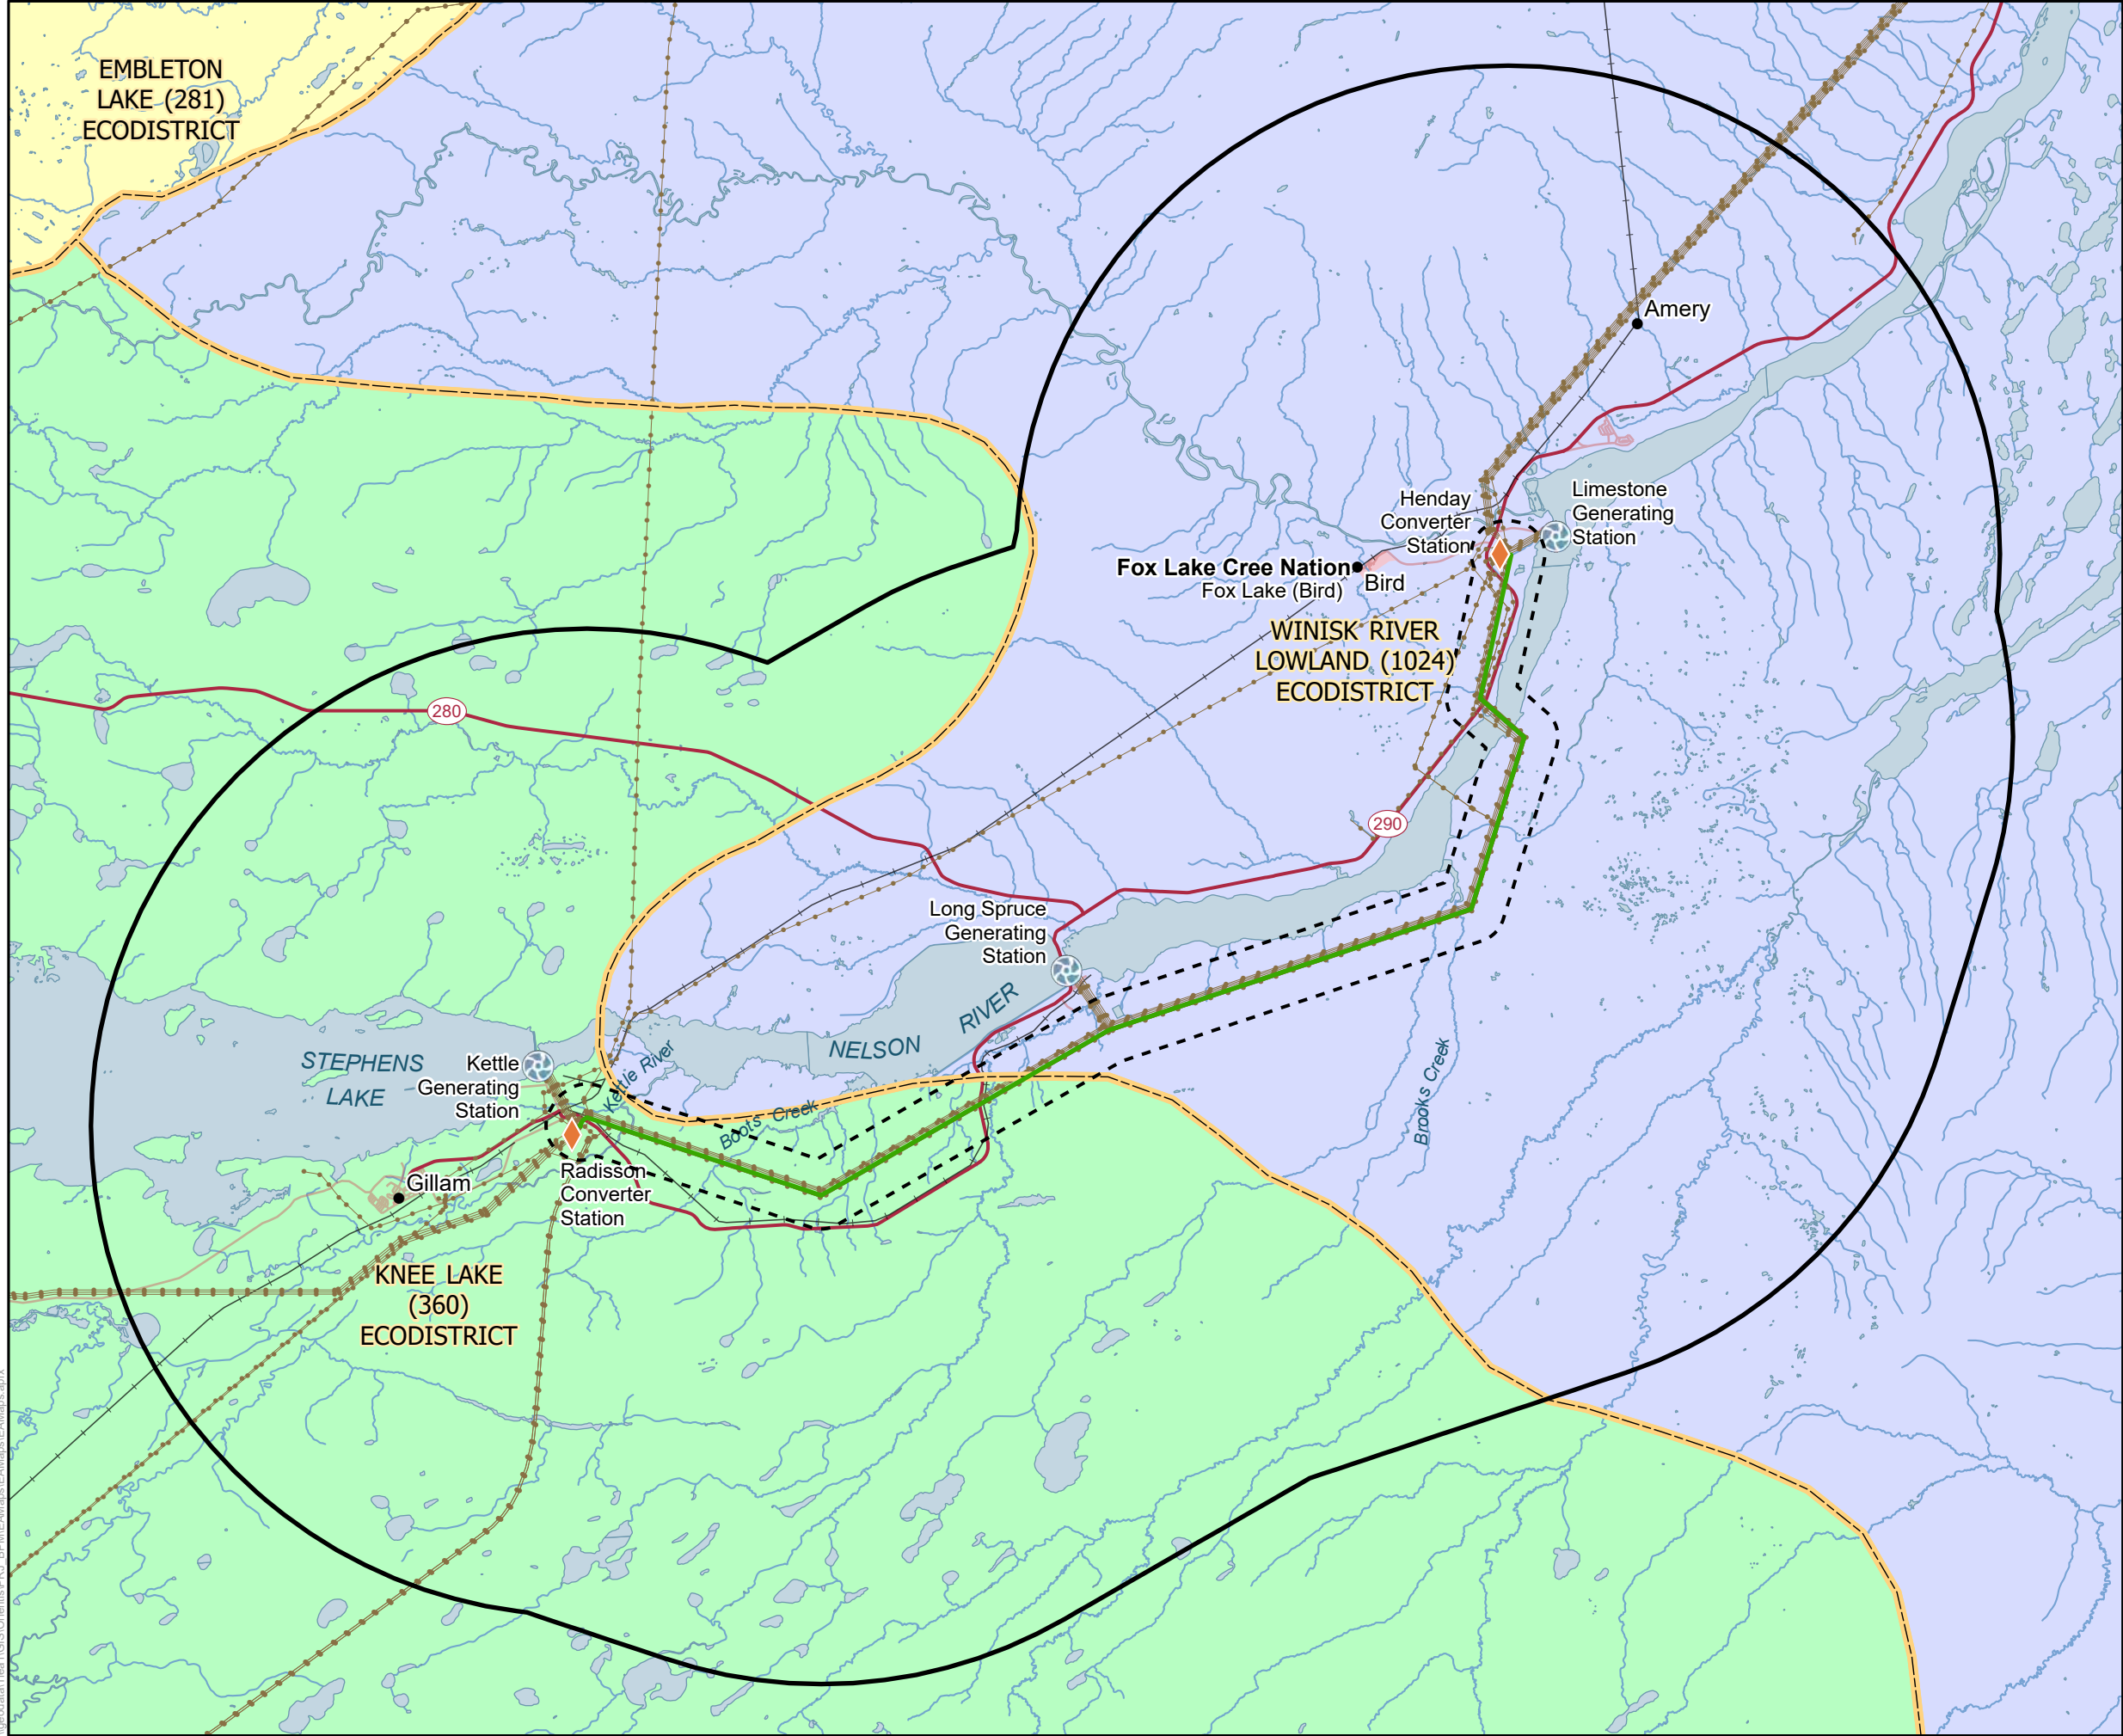 EMBLETON
LAKE (281)
ECODISTRICT
Amery
Henday
Converter
Station
Limestone
Generating
Station
Fox Lake Cree Nation
Fox Lake (Bird)
Bird
WINISK RIVER
LOWLAND (1024)
ECODISTRICT
280
290
Long Spruce
Generating
Station
NELSON
RIVER
STEPHENS
LAKE
Kettle
Generating
Station
Kettle River
Boots Creek
Brooks Creek
Radisson
Converter
Station
Gillam
KNEE LAKE
(360)
ECODISTRICT